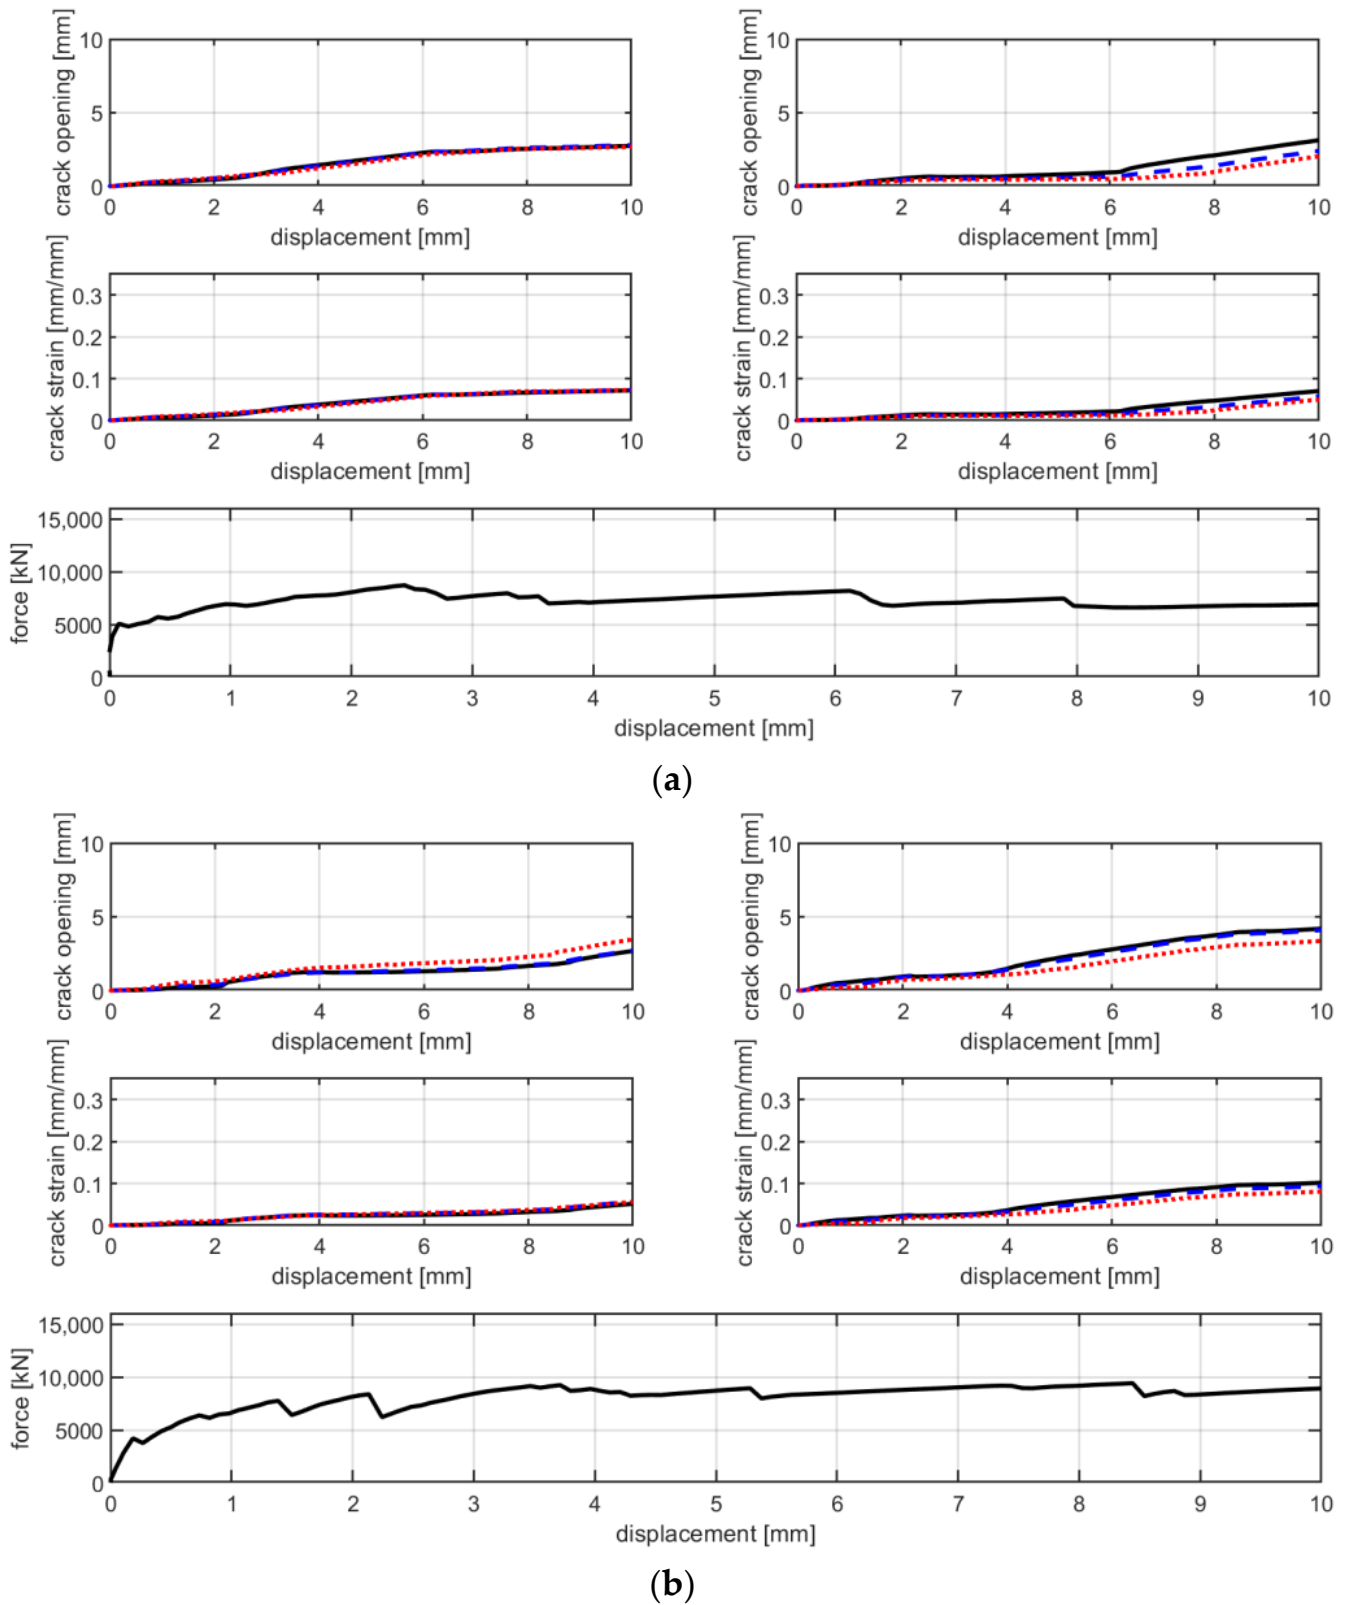 crack opening [mm]
10
5
0
0 2 4 6 8 10
displacement [mm]
crack opening [mm]
10
5
0
0 2 4 6 8 10
displacement [mm]
crack strain [mm/mm]
0.3
0.2
0.1
0
0 2 4 6 8 10
displacement [mm]
crack strain [mm/mm]
0.3
0.2
0.1
0
0 2 4 6 8 10
displacement [mm]
force [kN]
15,000
10,000
5000
0
0 1 2 3 4 5 6 7 8 9 10
displacement [mm]
(a)
crack opening [mm]
10
5
0
0 2 4 6 8 10
displacement [mm]
crack opening [mm]
10
5
0
0 2 4 6 8 10
displacement [mm]
crack strain [mm/mm]
0.3
0.2
0.1
0
0 2 4 6 8 10
displacement [mm]
crack strain [mm/mm]
0.3
0.2
0.1
0
0 2 4 6 8 10
displacement [mm]
force [kN]
15,000
10,000
5000
0
0 1 2 3 4 5 6 7 8 9 10
displacement [mm]
(b)